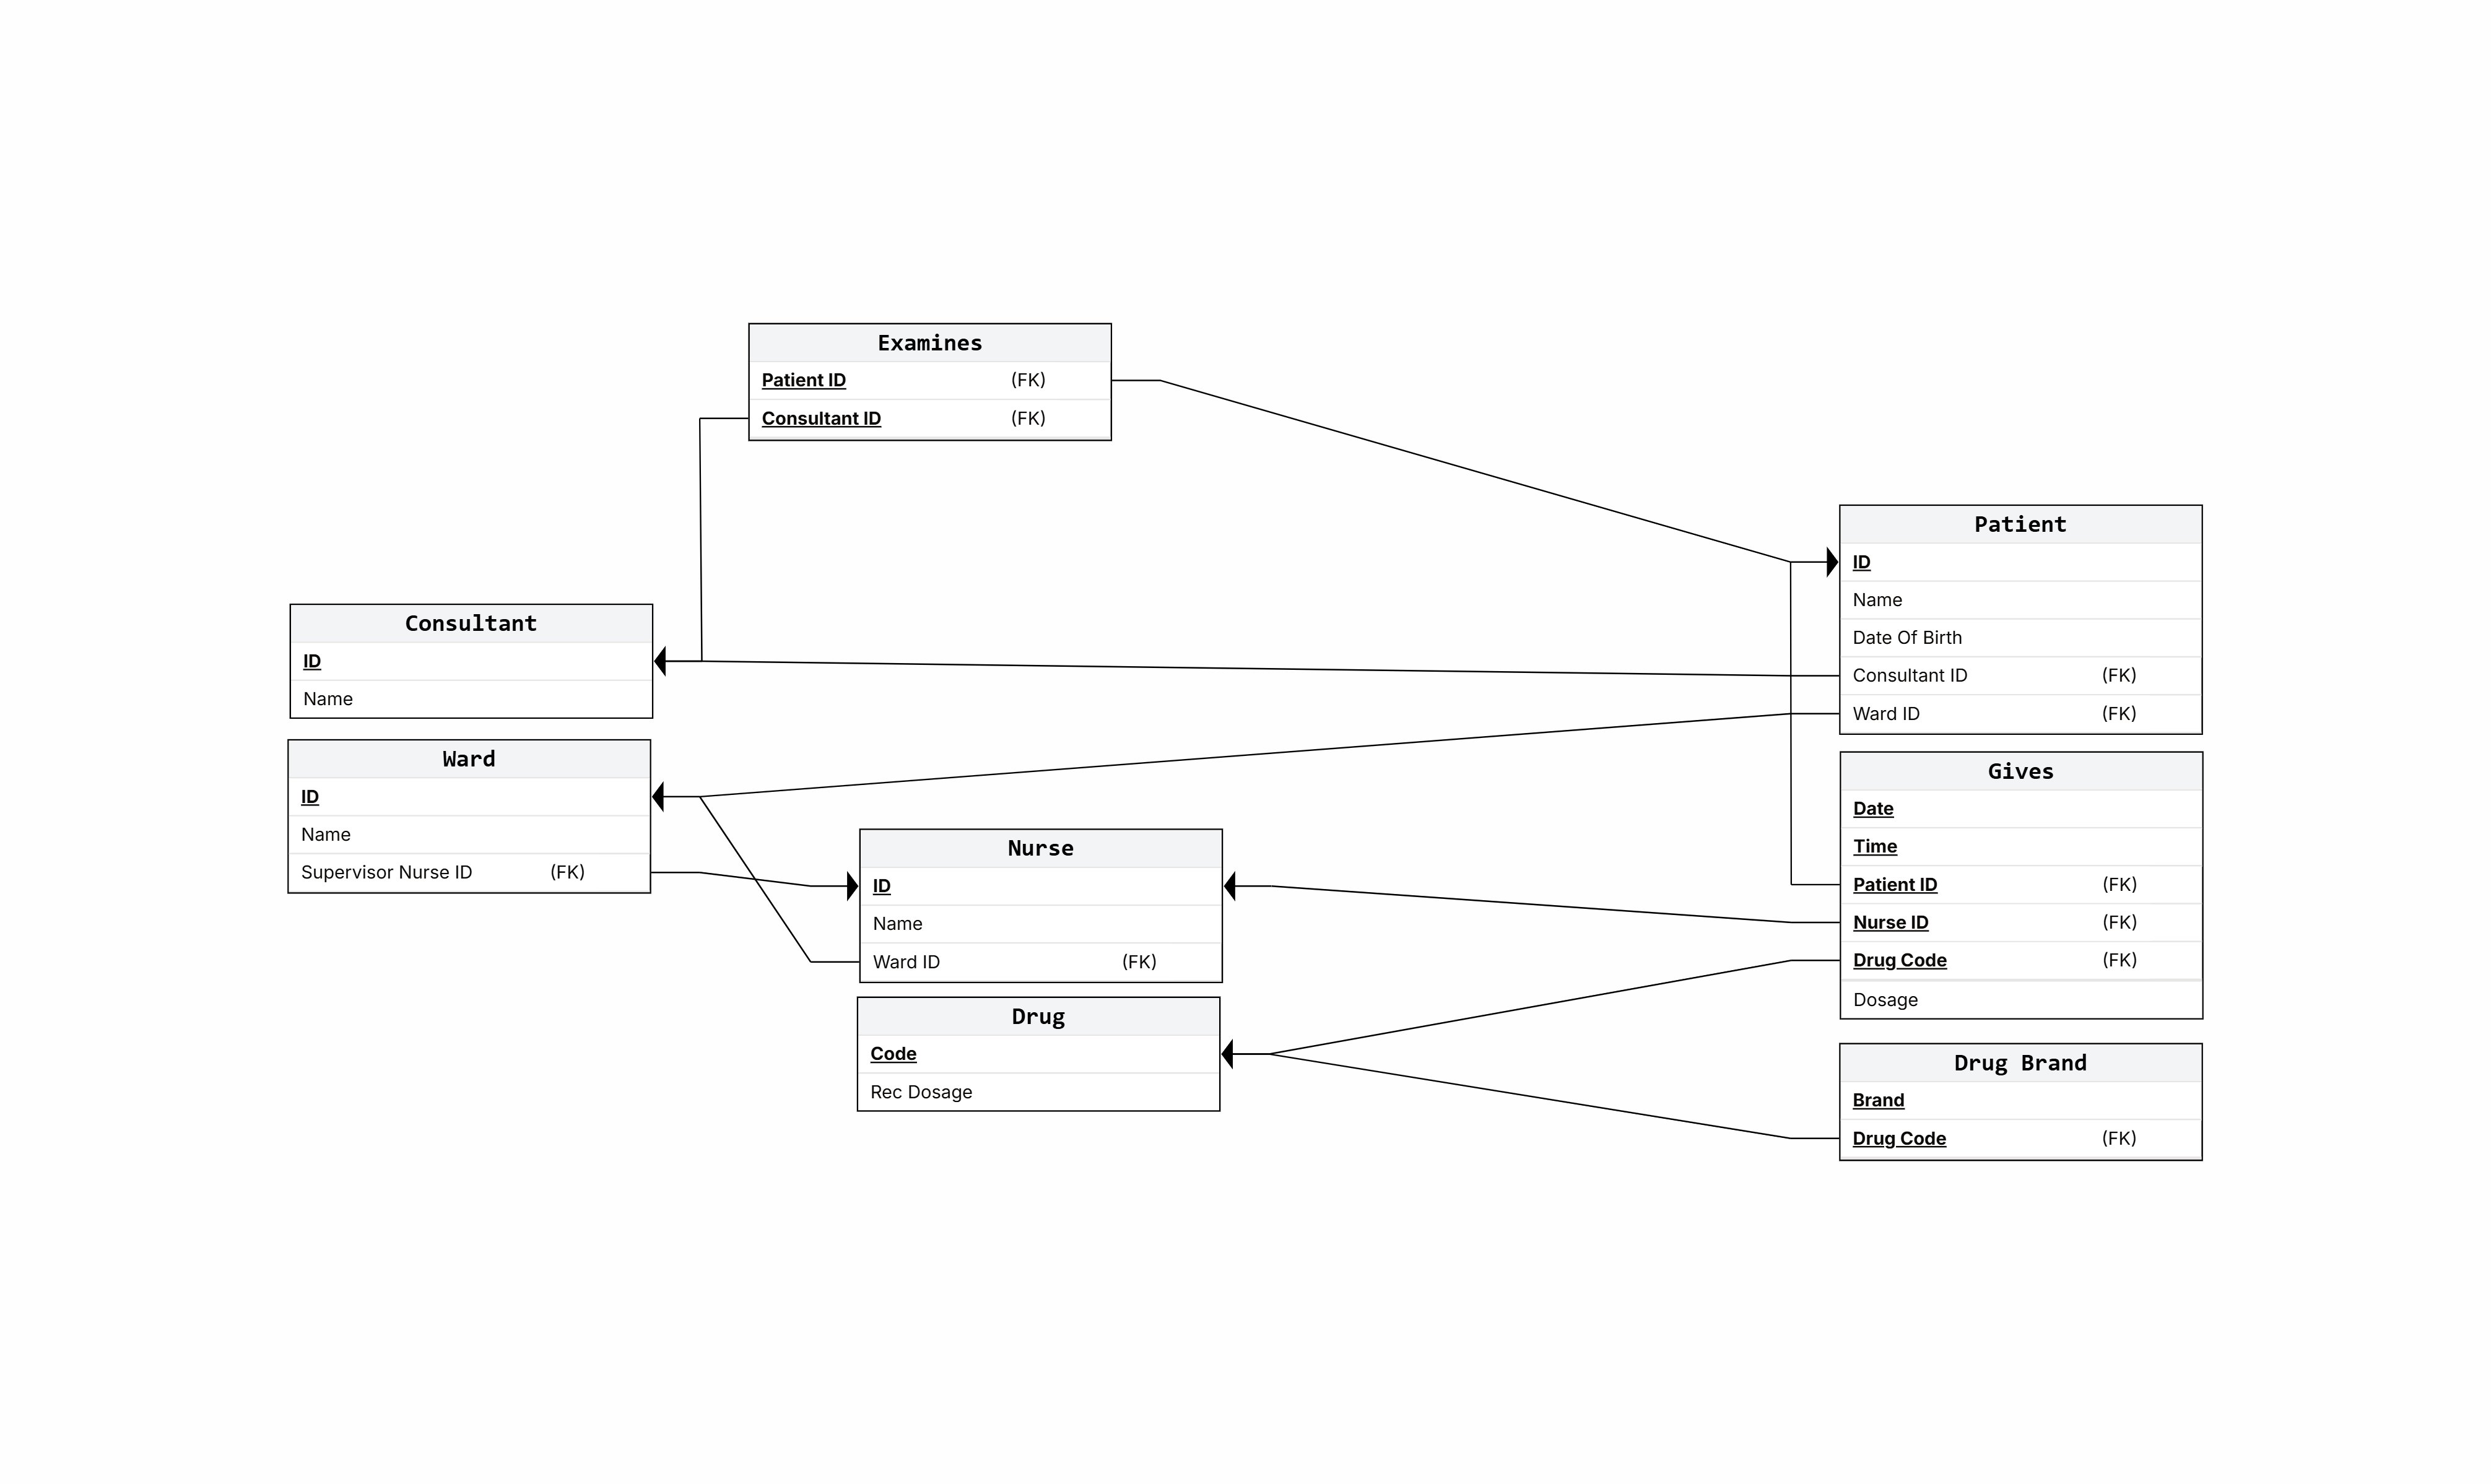 Examines
Patient ID (FK)
Consultant ID (FK)
Patient
ID
Name
Date Of Birth
Consultant ID (FK)
Ward ID (FK)
Consultant
ID
Name
Ward
ID
Name
Supervisor Nurse ID (FK)
Gives
Date
Time
Patient ID (FK)
Nurse ID (FK)
Drug Code (FK)
Dosage
Nurse
ID
Name
Ward ID (FK)
Drug
Code
Rec Dosage
Drug Brand
Brand
Drug Code (FK)